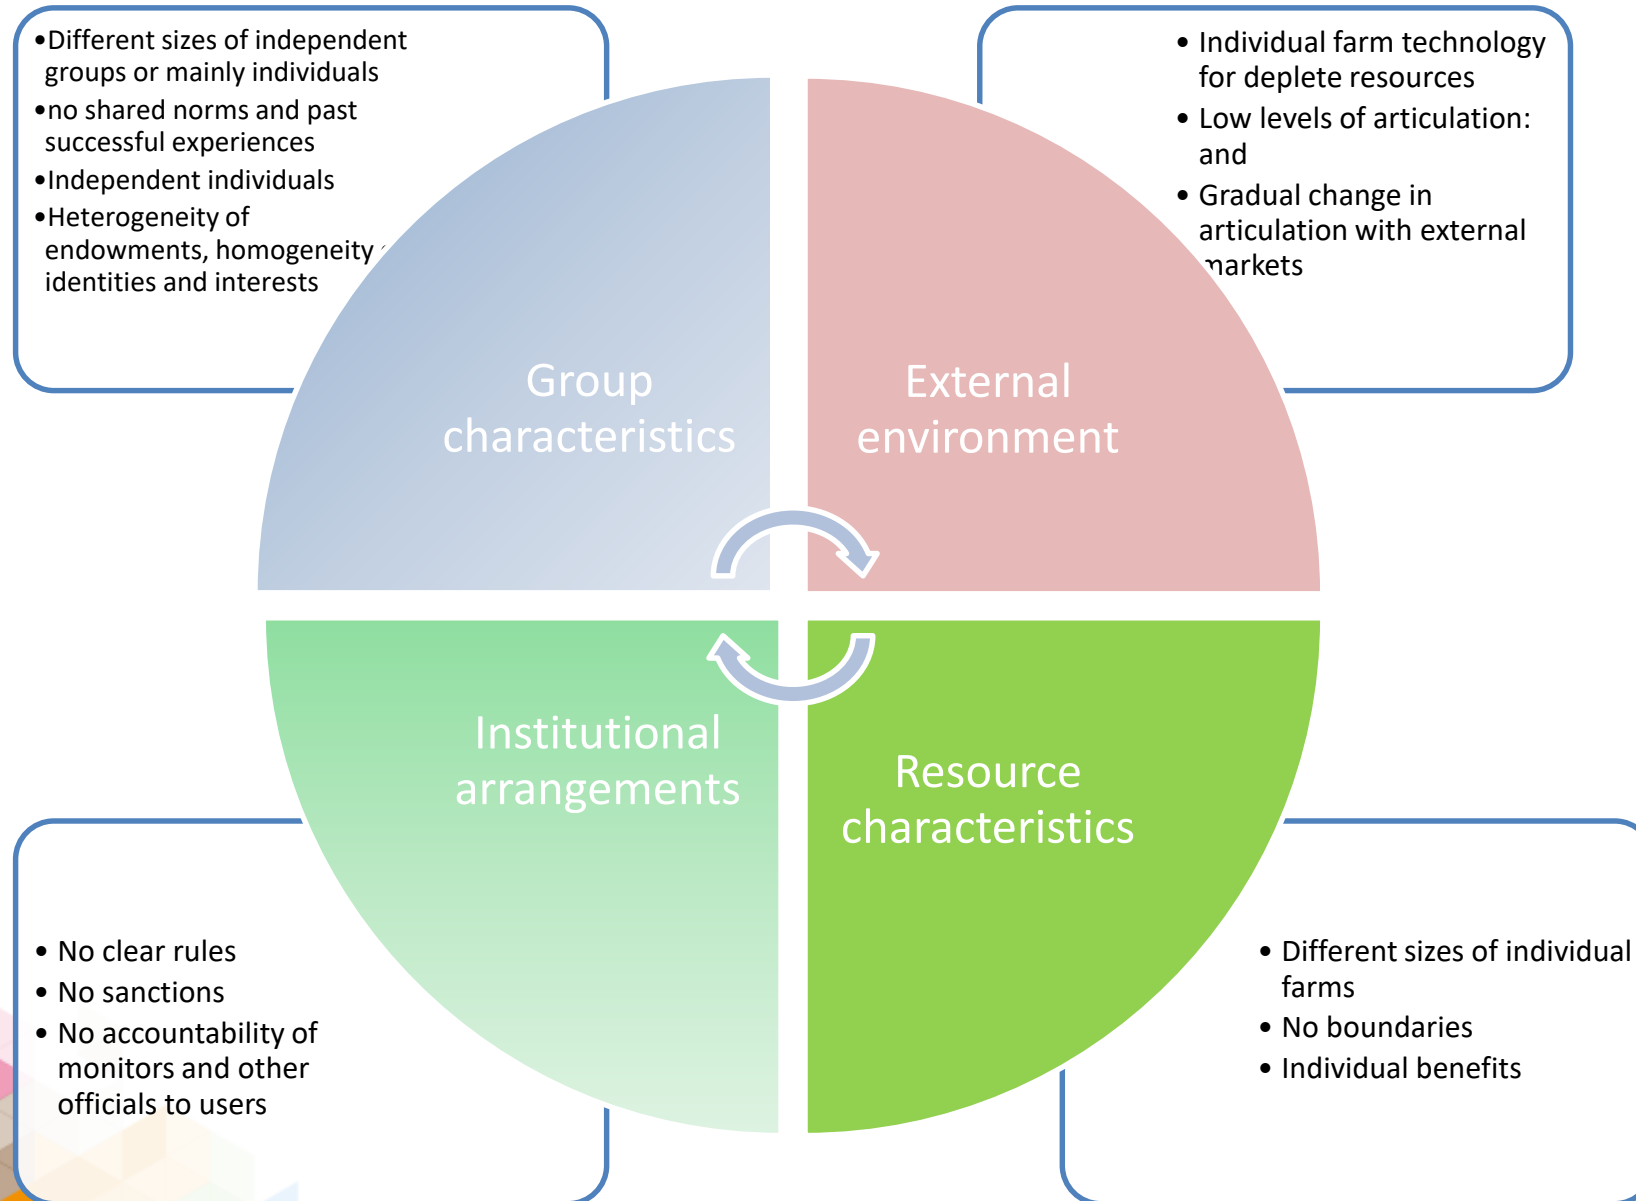 •Different sizes of independent
groups or mainly individuals
•no shared norms and past
successful experiences
•Independent individuals
•Heterogeneity of
endowments, homogeneity
identities and interests
• Individual farm technology
for deplete resources
• Low levels of articulation:
and
• Gradual change in
articulation with external
markets
Group
characteristics
External
environment
Institutional
arrangements
Resource
characteristics
• No clear rules
• No sanctions
• No accountability of
monitors and other
officials to users
• Different sizes of individual
farms
• No boundaries
• Individual benefits